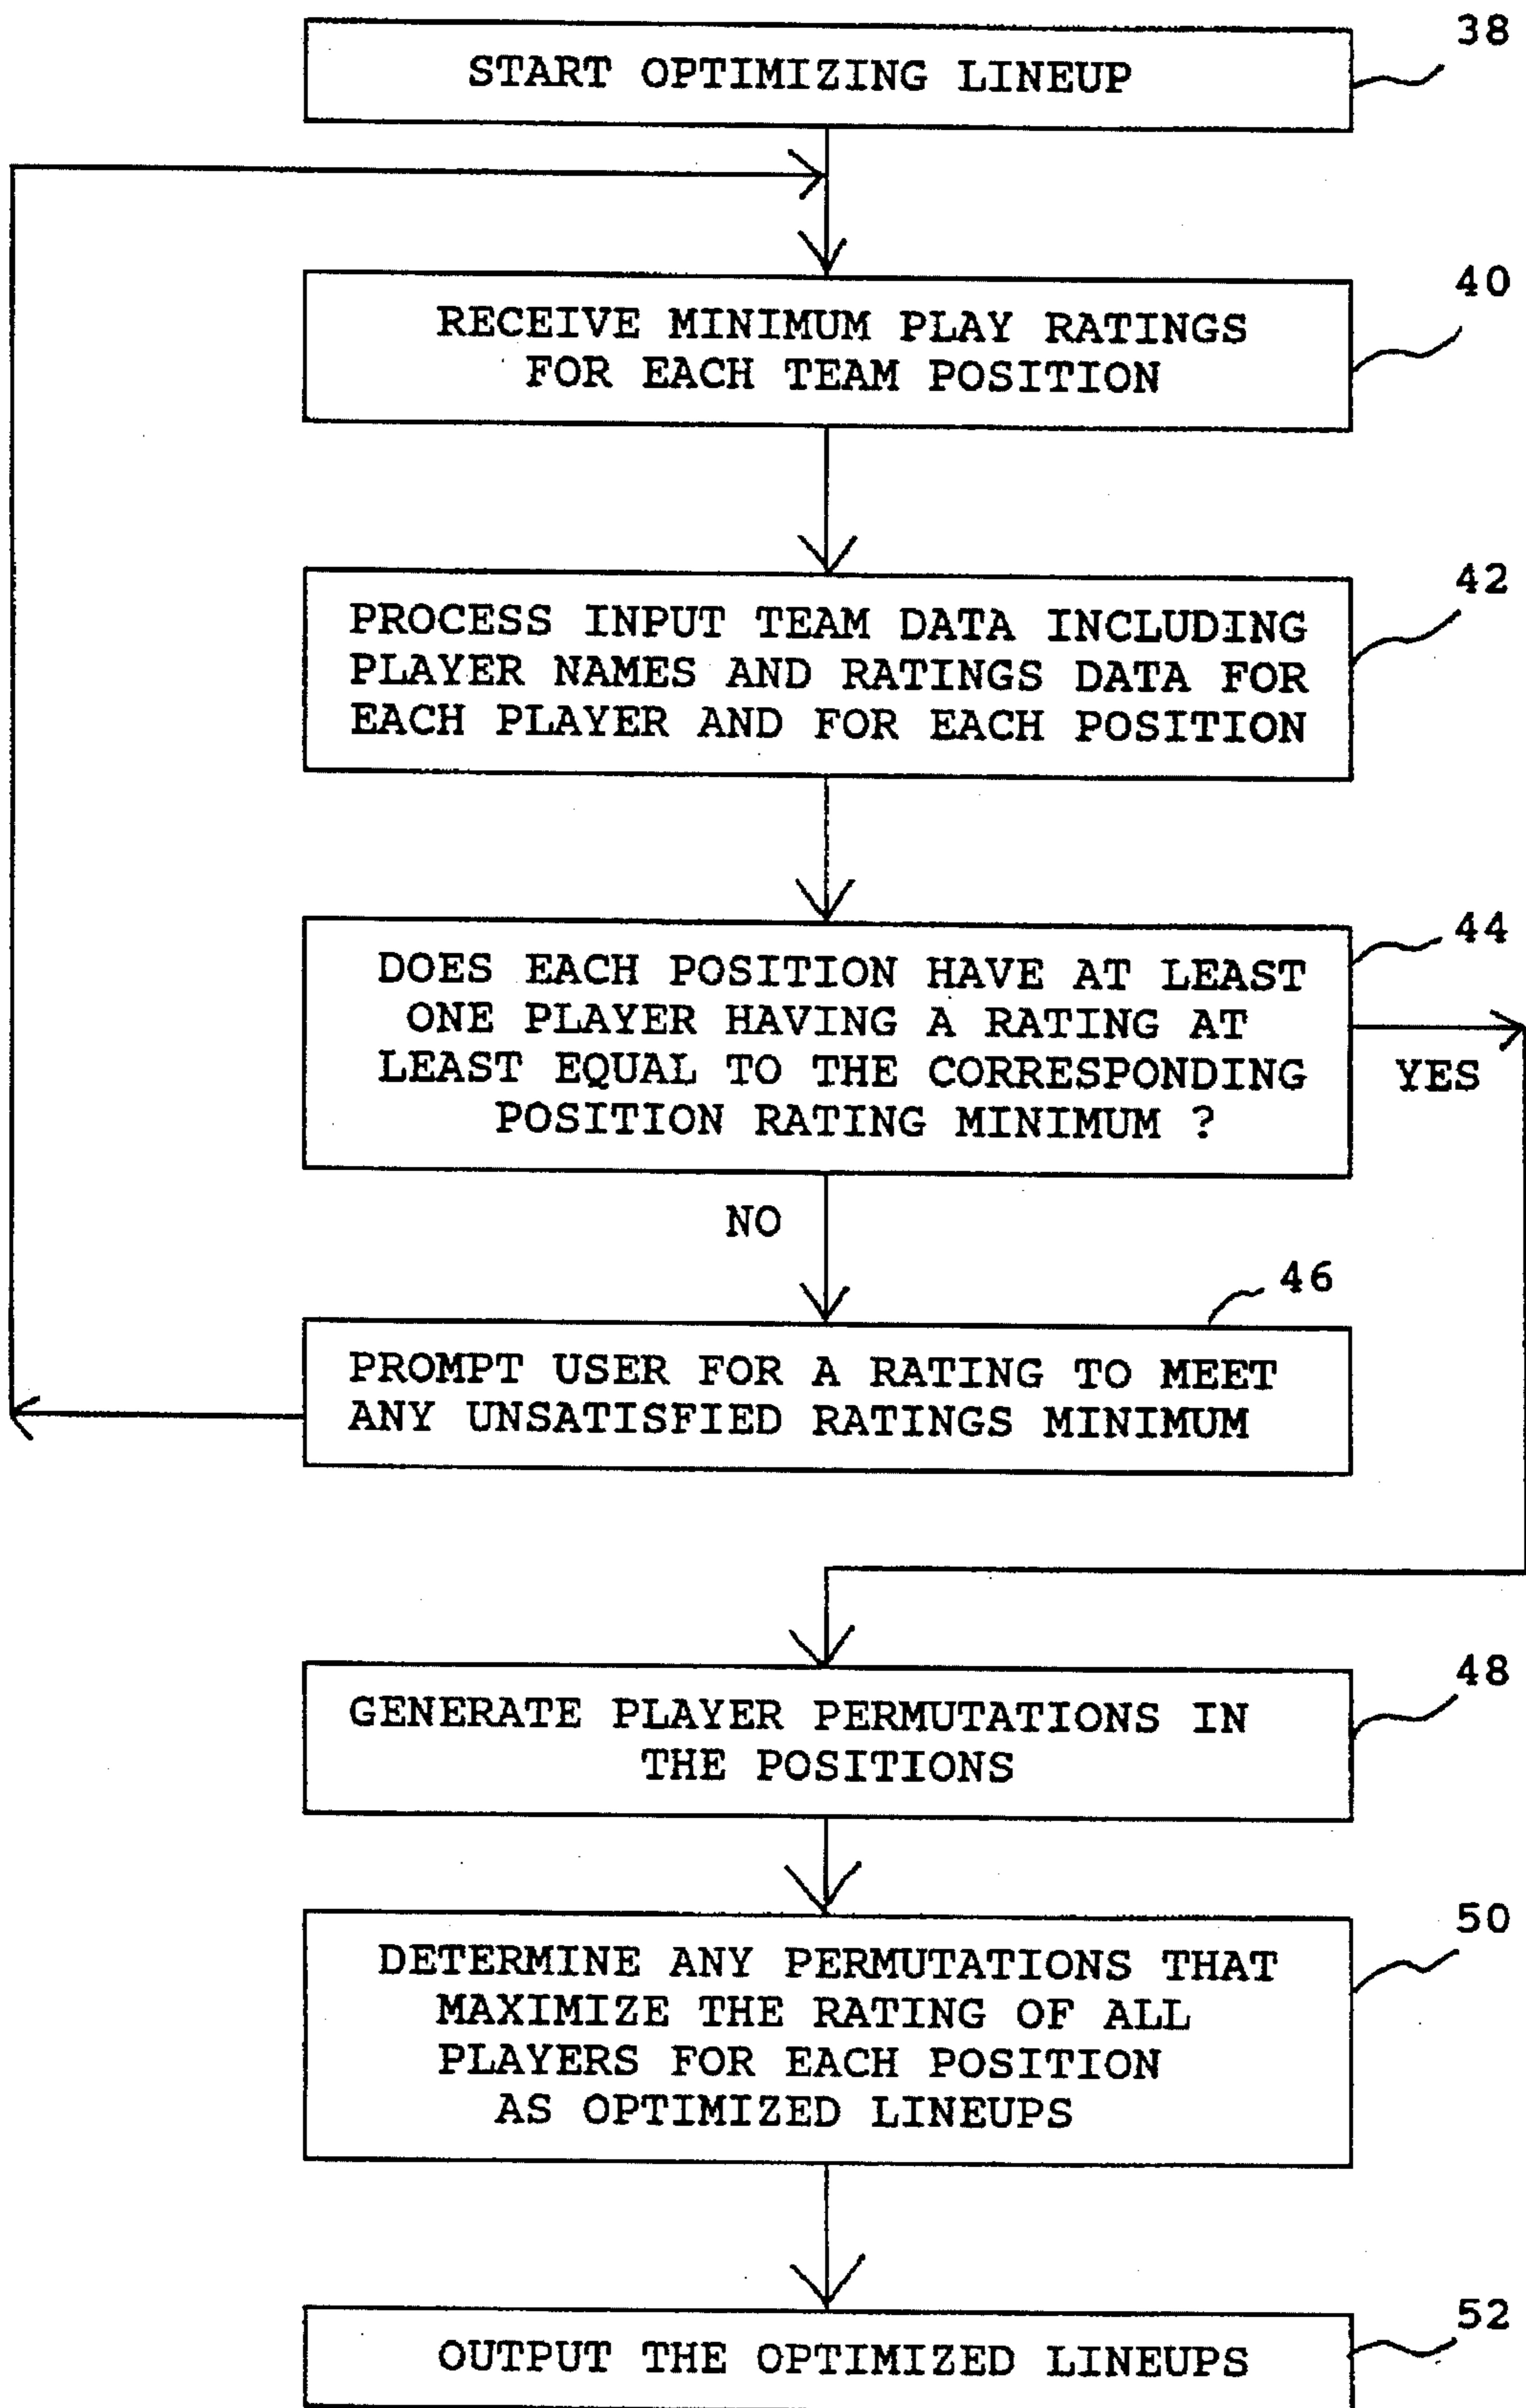 38
START OPTIMIZING LINEUP
40
RECEIVE MINIMUM PLAY RATINGS
FOR EACH TEAM POSITION
42
PROCESS INPUT TEAM DATA INCLUDING
PLAYER NAMES AND RATINGS DATA FOR
EACH PLAYER AND FOR EACH POSITION
44
DOES EACH POSITION HAVE AT LEAST
ONE PLAYER HAVING A RATING AT
LEAST EQUAL TO THE CORRESPONDING
POSITION RATING MINIMUM ?
YES
NO
46
PROMPT USER FOR A RATING TO MEET
ANY UNSATISFIED RATINGS MINIMUM
48
GENERATE PLAYER PERMUTATIONS IN
THE POSITIONS
50
DETERMINE ANY PERMUTATIONS THAT
MAXIMIZE THE RATING OF ALL
PLAYERS FOR EACH POSITION
AS OPTIMIZED LINEUPS
52
OUTPUT THE OPTIMIZED LINEUPS